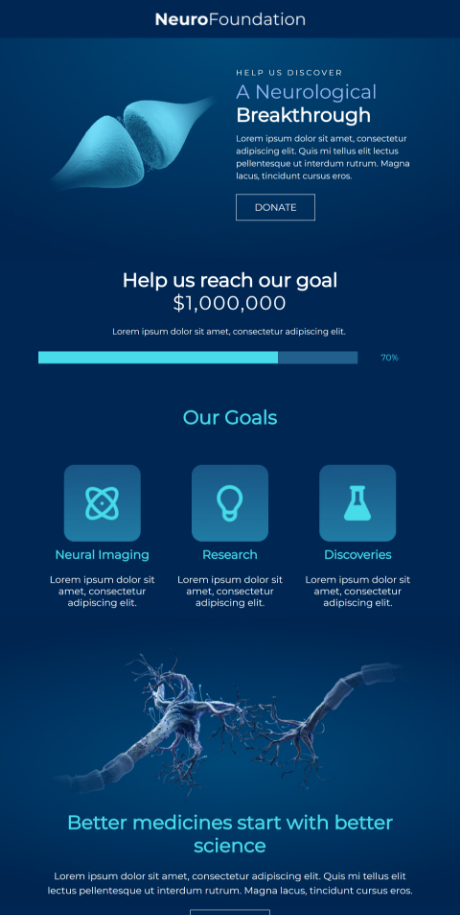 NeuroFoundation
HELP US DISCOVER
A Neurological
Breakthrough
Lorem ipsum dolor sit amet, consectetur
adipiscing elit. Quis mi tellus elit lectus
pellentesque ut interdum rutrum. Magna
lacus, tincidunt cursus eros.
DONATE
Help us reach our goal
$1,000,000
Lorem ipsum dolor sit amet, consectetur adipiscing elit.
70%
Our Goals
Neural Imaging
Lorem ipsum dolor sit
amet, consectetur
adipiscing elit.
Research
Lorem ipsum dolor sit
amet, consectetur
adipiscing elit.
Discoveries
Lorem ipsum dolor sit
amet, consectetur
adipiscing elit.
Better medicines start with better
science
Lorem ipsum dolor sit amet, consectetur adipiscing elit. Quis mi tellus elit
lectus pellentesque ut interdum rutrum. Magna lacus, tincidunt cursus eros.